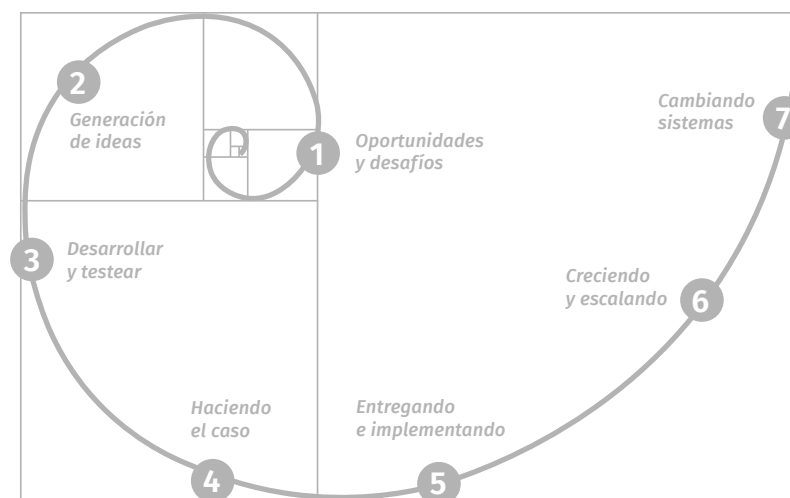 1
Oportunidades
y desafíos
2
Generación
de ideas
3
Desarrollar
y testear
4
Haciendo
el caso
5
Entregando
e implementando
6
Creciendo
y escalando
7
Cambiando
sistemas